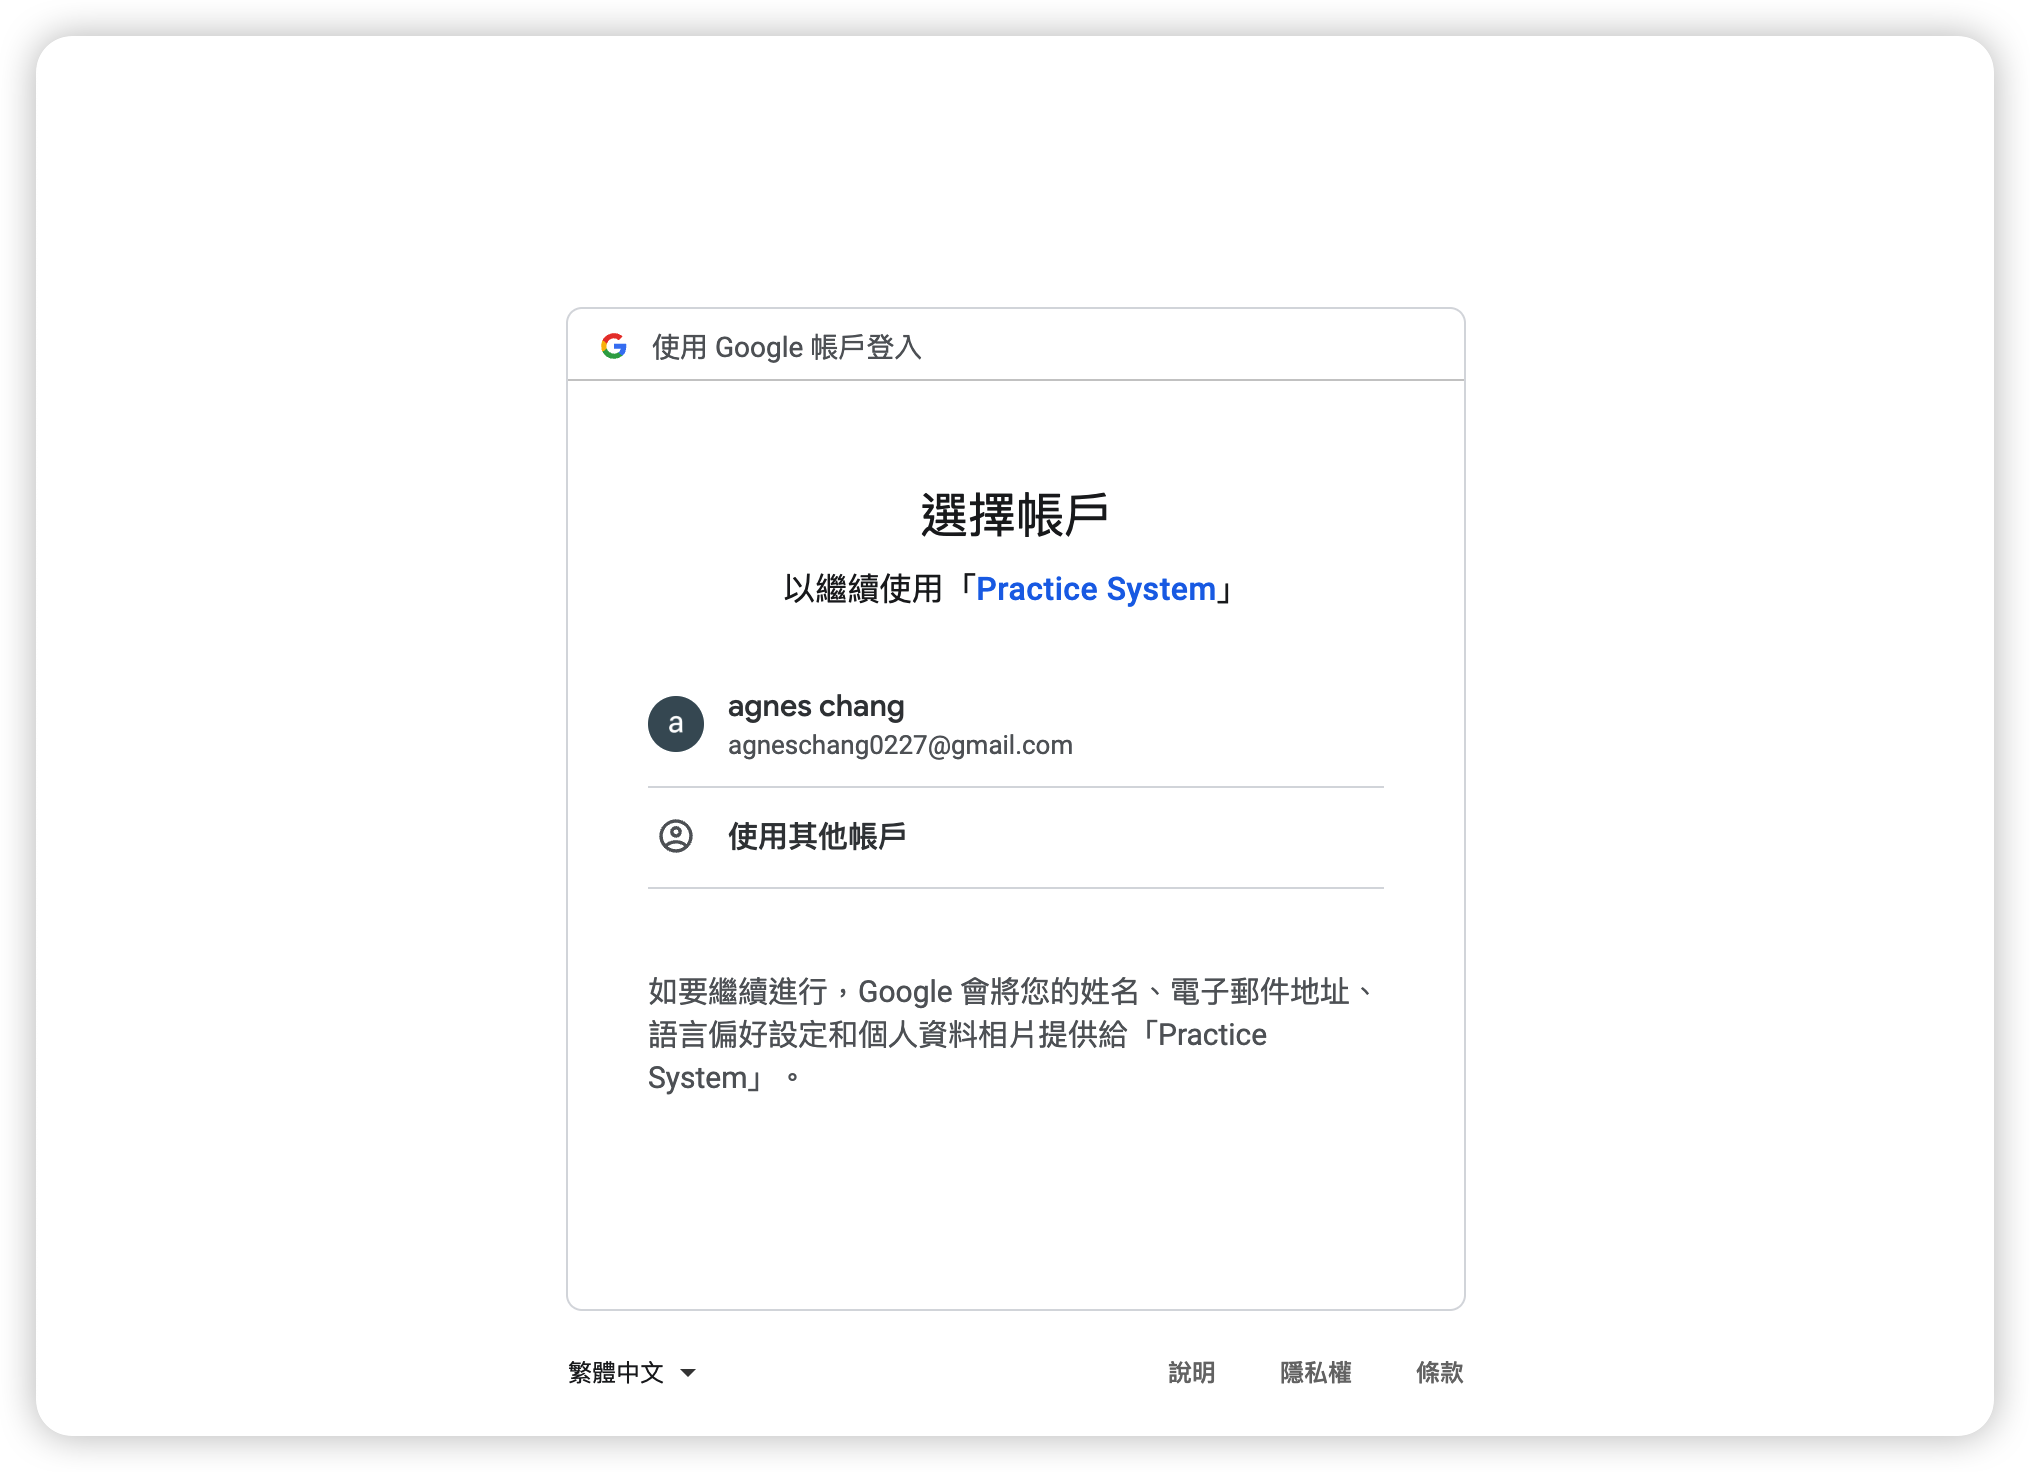 使用 Google 帳戶登入
選擇帳戶
以繼續使用「Practice System」
a
agnes chang
agneschang0227@gmail.com
使用其他帳戶
如要繼續進行，Google 會將您的姓名、電子郵件地址、
語言偏好設定和個人資料相片提供給「Practice
System」。
繁體中文
說明
隱私權
條款